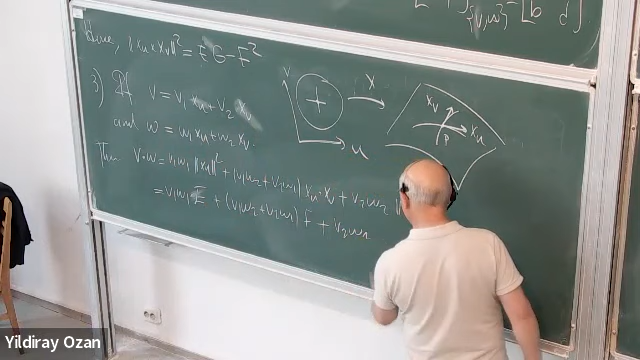 Hence, ||xu × xv||² = EG - F²
3) If v = v₁ xu + v₂ xv
and w = w₁ xu + w₂ xv.
Then v·w = v₁w₁ ||xu||² + (v₁w₂ + v₂w₁) xu·xv + v₂w₂
= v₁w₁ E + (v₁w₂ + v₂w₁) F + v₂w₂
v
u
X
xv
xu
P
{v,w}
b d
Yildiray Ozan